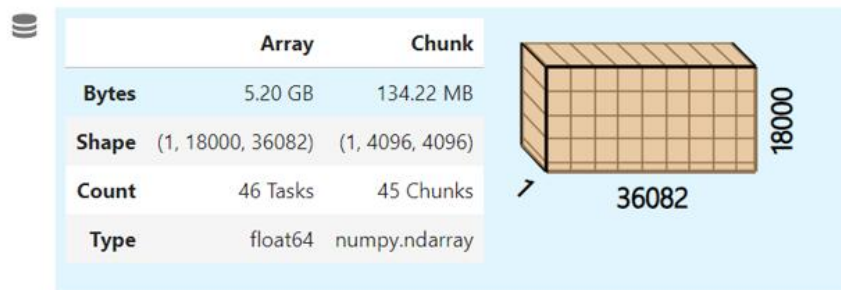 Array Chunk
Bytes 5.20 GB 134.22 MB
Shape (1, 18000, 36082) (1, 4096, 4096)
Count 46 Tasks 45 Chunks
Type float64 numpy.ndarray
18000
1
36082